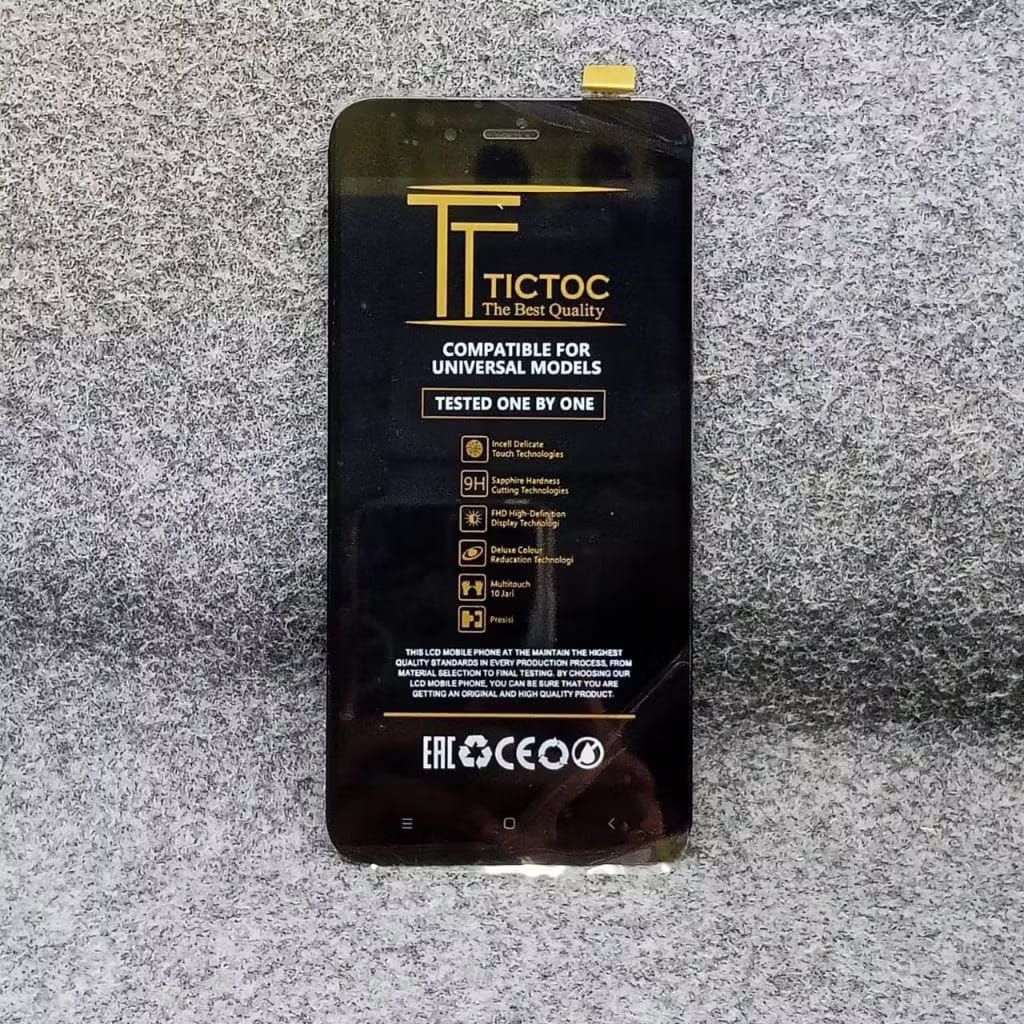 TT
TICTOC
The Best Quality
COMPATIBLE FOR
UNIVERSAL MODELS
TESTED ONE BY ONE
Incell Delicate
Touch Technologies
9H
Sapphire Hardness
Cutting Technologies
FHD High-Definition
Display Technologi
Deluxe Colour
Reducation Technologi
Multitouch
10 Jari
Presisi
THIS LCD MOBILE PHONE AT THE MAINTAIN THE HIGHEST
QUALITY STANDARDS IN EVERY PRODUCTION PROCESS, FROM
MATERIAL SELECTION TO FINAL TESTING. BY CHOOSING OUR
LCD MOBILE PHONE, YOU CAN BE SURE THAT YOU ARE
GETTING AN ORIGINAL AND HIGH QUALITY PRODUCT.
EAC CE